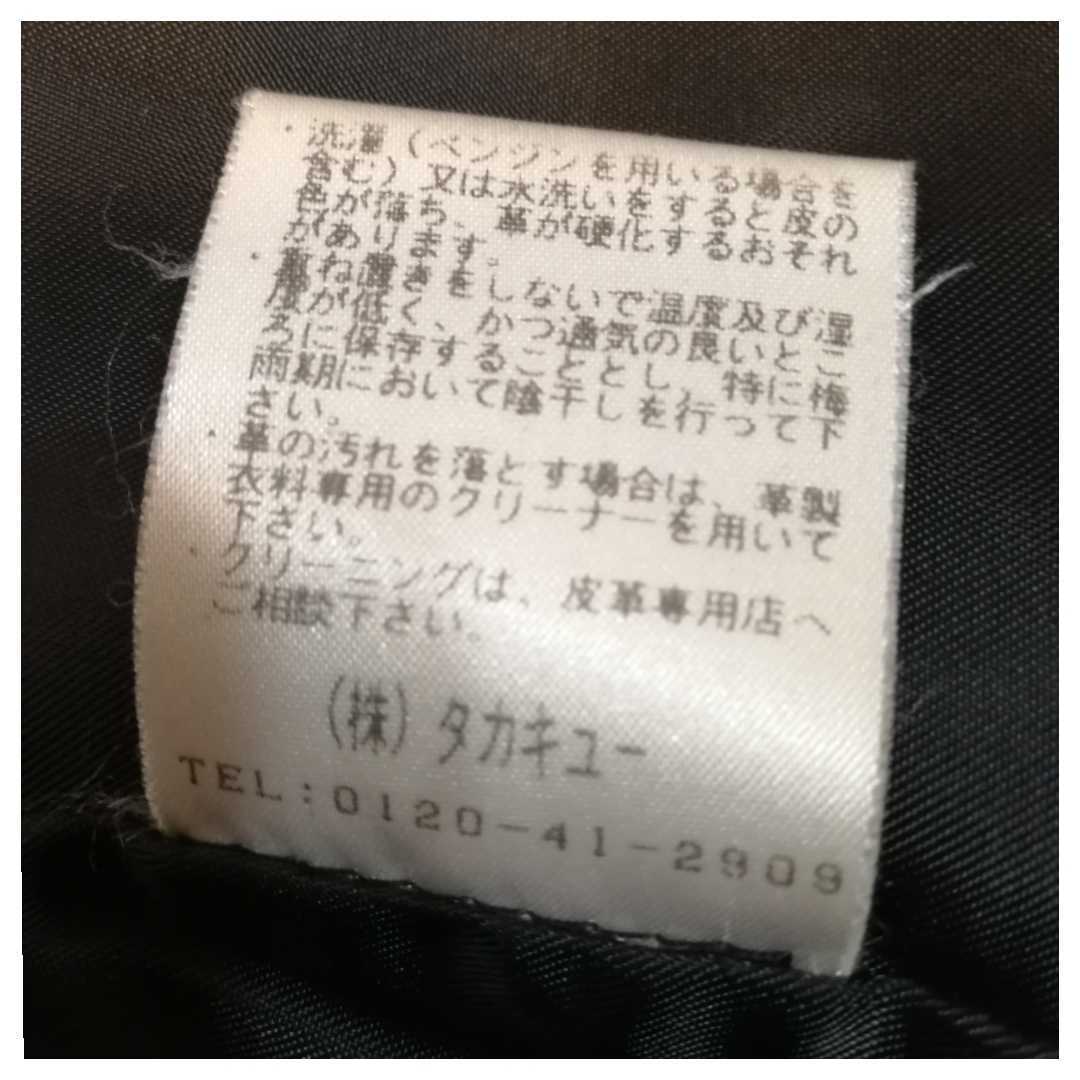 ・洗濯（ベンジンを用いる場合を
含む）又は水洗いをすると皮の
色が落ち、革が硬化するおそれ
があります。
・重ね置きをしないで温度及び湿
度が低く、かつ通気の良いとこ
ろに保存することとし、特に梅
雨期において陰干しを行って下
さい。
・革の汚れを落とす場合は、革製
衣料専用のクリーナーを用いて
下さい。
・クリーニングは、皮革専用店へ
ご相談下さい。
(株) タカキュー
TEL:0120-41-2909